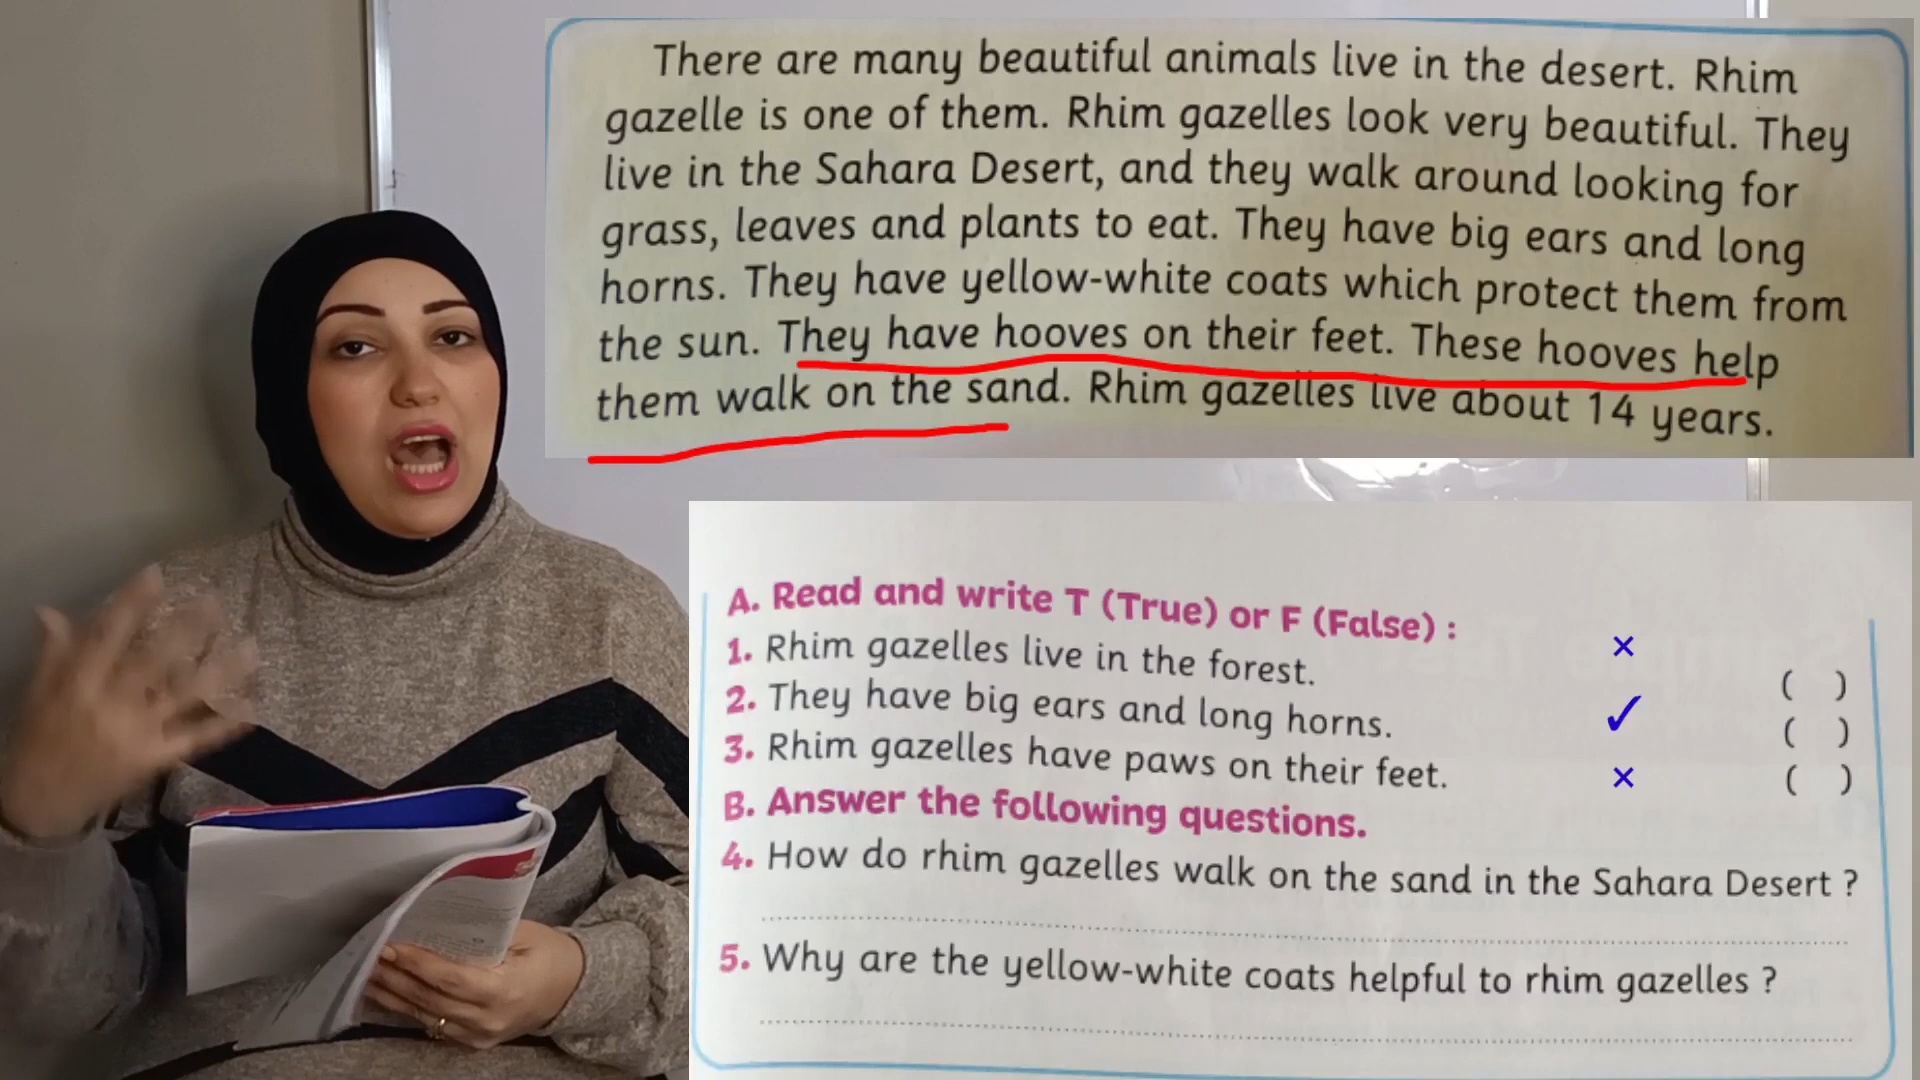 There are many beautiful animals live in the desert. Rhim
gazelle is one of them. Rhim gazelles look very beautiful. They
live in the Sahara Desert, and they walk around looking for
grass, leaves and plants to eat. They have big ears and long
horns. They have yellow-white coats which protect them from
the sun. They have hooves on their feet. These hooves help
them walk on the sand. Rhim gazelles live about 14 years.
A. Read and write T (True) or F (False) :
1. Rhim gazelles live in the forest. × ( )
2. They have big ears and long horns. ✓ ( )
3. Rhim gazelles have paws on their feet. × ( )
B. Answer the following questions.
4. How do rhim gazelles walk on the sand in the Sahara Desert ?
5. Why are the yellow-white coats helpful to rhim gazelles ?